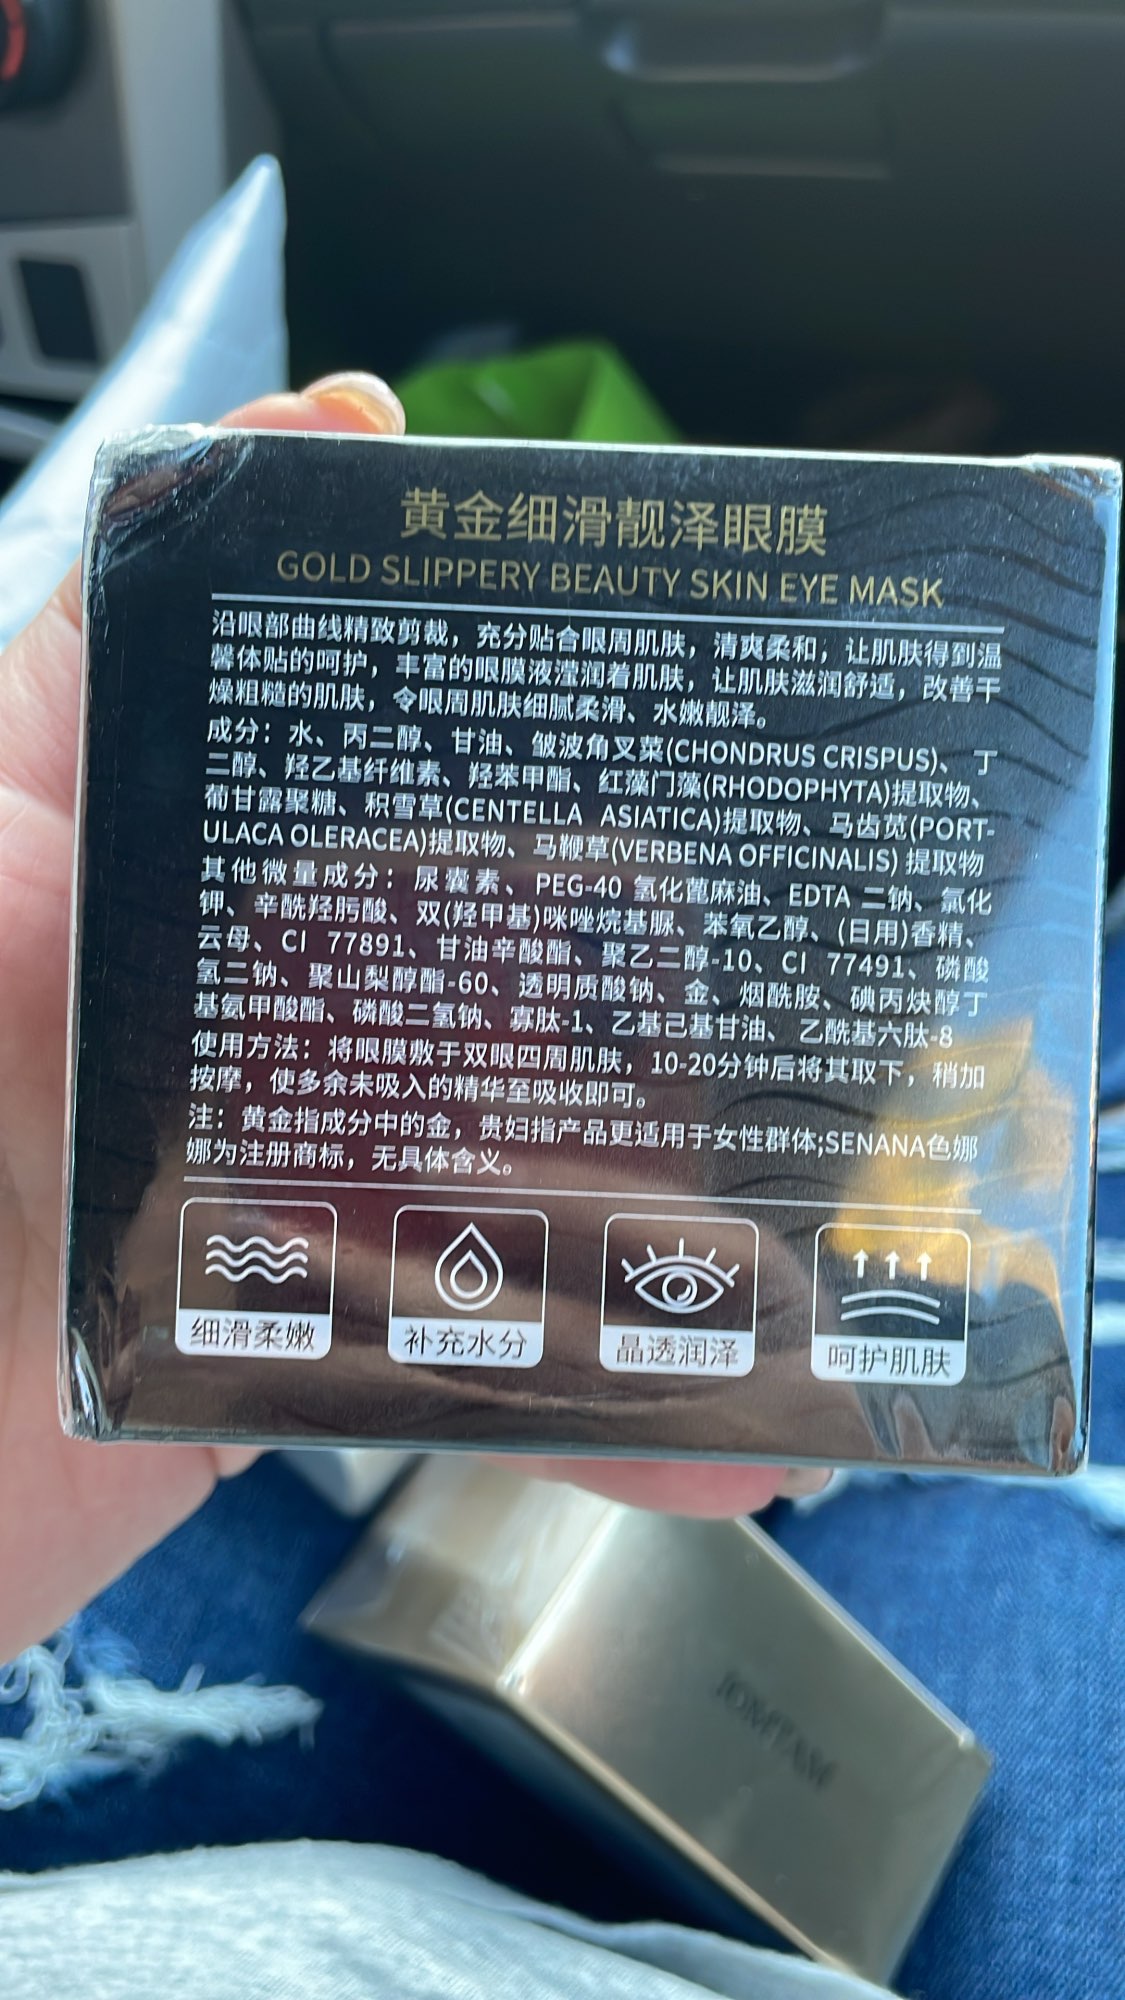 黄金细滑靓泽眼膜
GOLD SLIPPERY BEAUTY SKIN EYE MASK
沿眼部曲线精致剪裁，充分贴合眼周肌肤，清爽柔和，让肌肤得到温
馨体贴的呵护，丰富的眼膜液滢润着肌肤，让肌肤滋润舒适，改善干
燥粗糙的肌肤，令眼周肌肤细腻柔滑、水嫩靓泽。
成分：水、丙二醇、甘油、皱波角叉菜(CHONDRUS CRISPUS)、丁
二醇、羟乙基纤维素、羟苯甲酯、红藻门藻(RHODOPHYTA)提取物、
葡甘露聚糖、积雪草(CENTELLA ASIATICA)提取物、马齿苋(PORT-
ULACA OLERACEA)提取物、马鞭草(VERBENA OFFICINALIS) 提取物
其他微量成分：尿囊素、PEG-40 氢化蓖麻油、EDTA 二钠、氯化
钾、辛酰羟肟酸、双(羟甲基)咪唑烷基脲、苯氧乙醇、(日用)香精、
云母、CI 77891、甘油辛酸酯、聚乙二醇-10、CI 77491、磷酸
氢二钠、聚山梨醇酯-60、透明质酸钠、金、烟酰胺、碘丙炔醇丁
基氨甲酸酯、磷酸二氢钠、寡肽-1、乙基己基甘油、乙酰基六肽-8
使用方法：将眼膜敷于双眼四周肌肤，10-20分钟后将其取下，稍加
按摩，使多余未吸入的精华至吸收即可。
注：黄金指成分中的金，贵妇指产品更适用于女性群体;SENANA色娜
娜为注册商标，无具体含义。
细滑柔嫩
补充水分
晶透润泽
呵护肌肤
JOMTAM